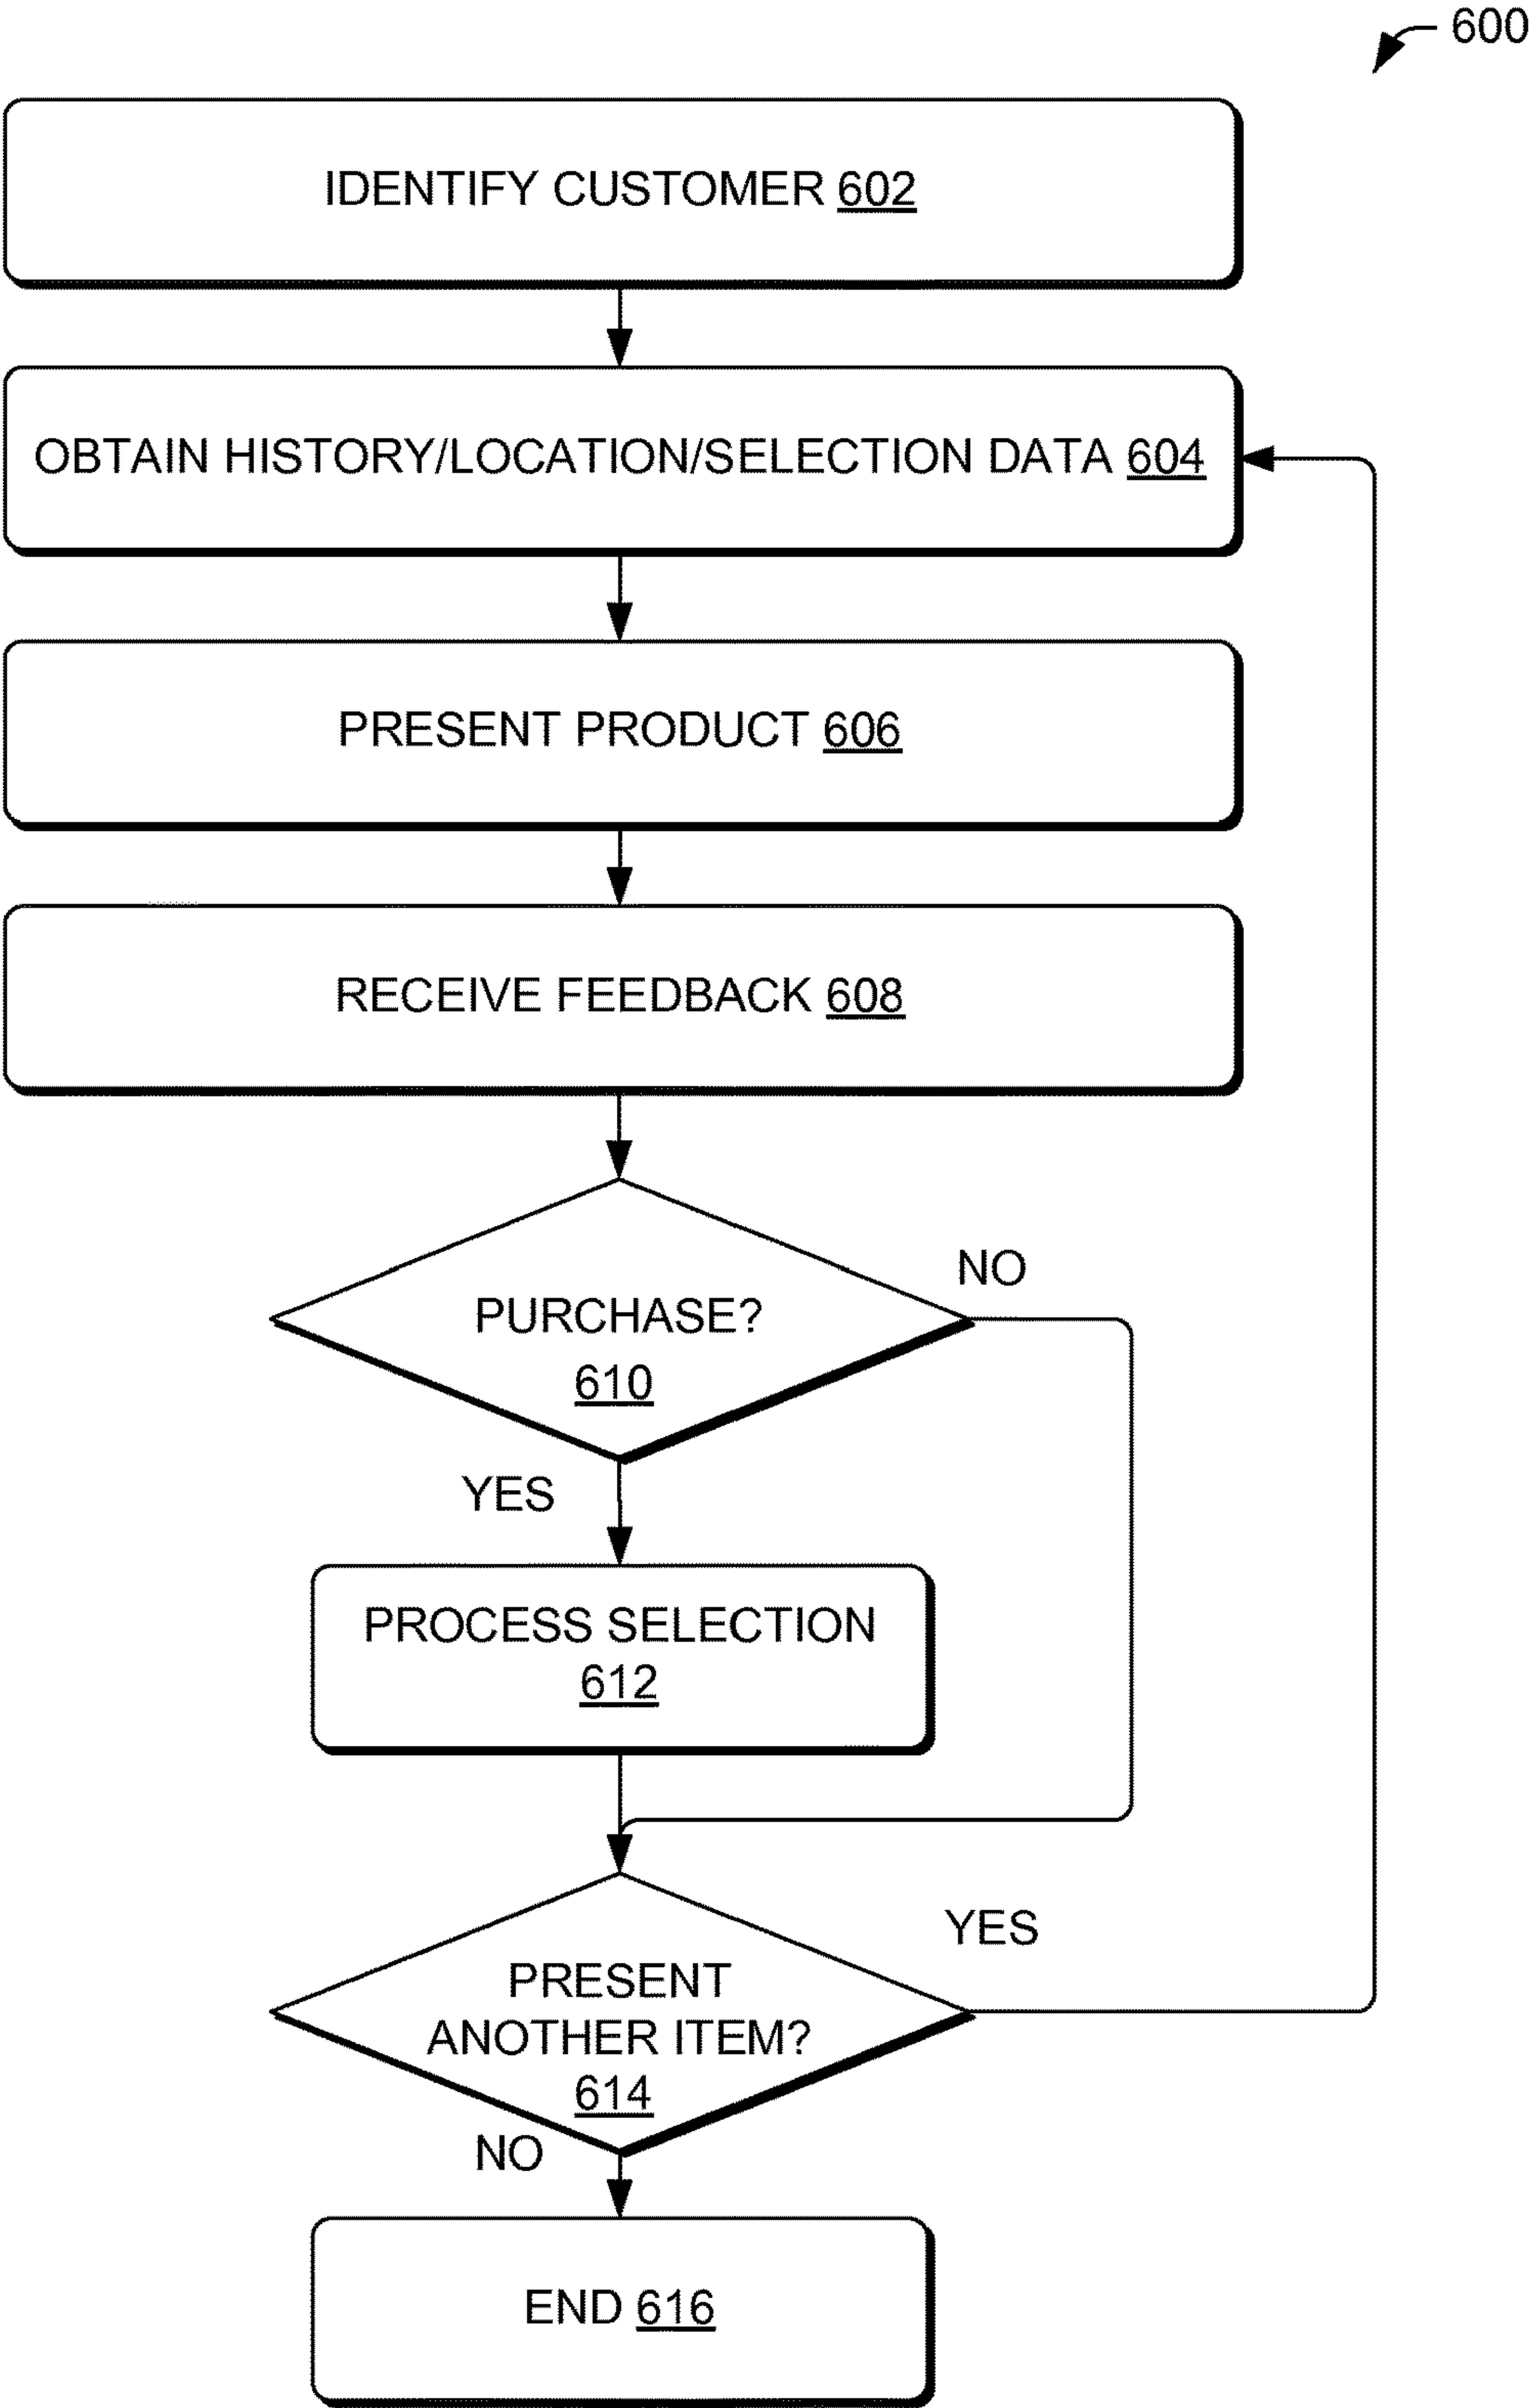 600
IDENTIFY CUSTOMER 602
OBTAIN HISTORY/LOCATION/SELECTION DATA 604
PRESENT PRODUCT 606
RECEIVE FEEDBACK 608
NO
PURCHASE?
610
YES
PROCESS SELECTION
612
YES
PRESENT
ANOTHER ITEM?
614
NO
END 616